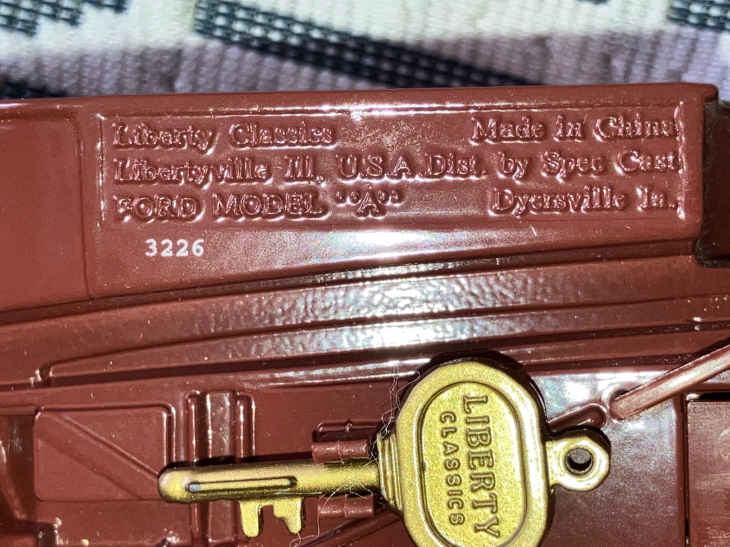 Liberty Classics Made in China
Libertyville Ill. U.S.A. Dist. by Spec Cast
FORD MODEL "A" Dyersville Ia.
3226
LIBERTY
CLASSICS